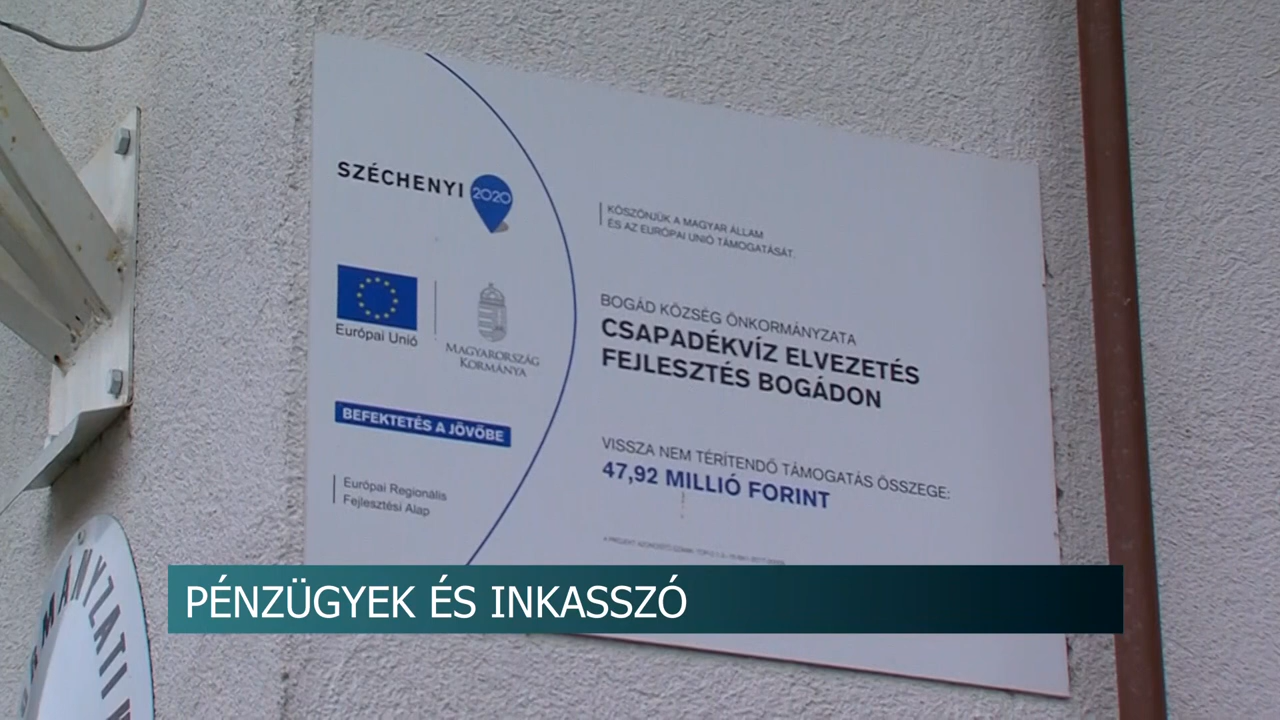 SZÉCHENYI 2020
KÖSZÖNJÜK A MAGYAR ÁLLAM
ÉS AZ EURÓPAI UNIÓ TÁMOGATÁSÁT.
Európai Unió
MAGYARORSZÁG
KORMÁNYA
BEFEKTETÉS A JÖVŐBE
Európai Regionális
Fejlesztési Alap
BOGÁD KÖZSÉG ÖNKORMÁNYZATA
CSAPADÉKVÍZ ELVEZETÉS
FEJLESZTÉS BOGÁDON
VISSZA NEM TÉRÍTENDŐ TÁMOGATÁS ÖSSZEGE:
47,92 MILLIÓ FORINT
PÉNZÜGYEK ÉS INKASSZÓ